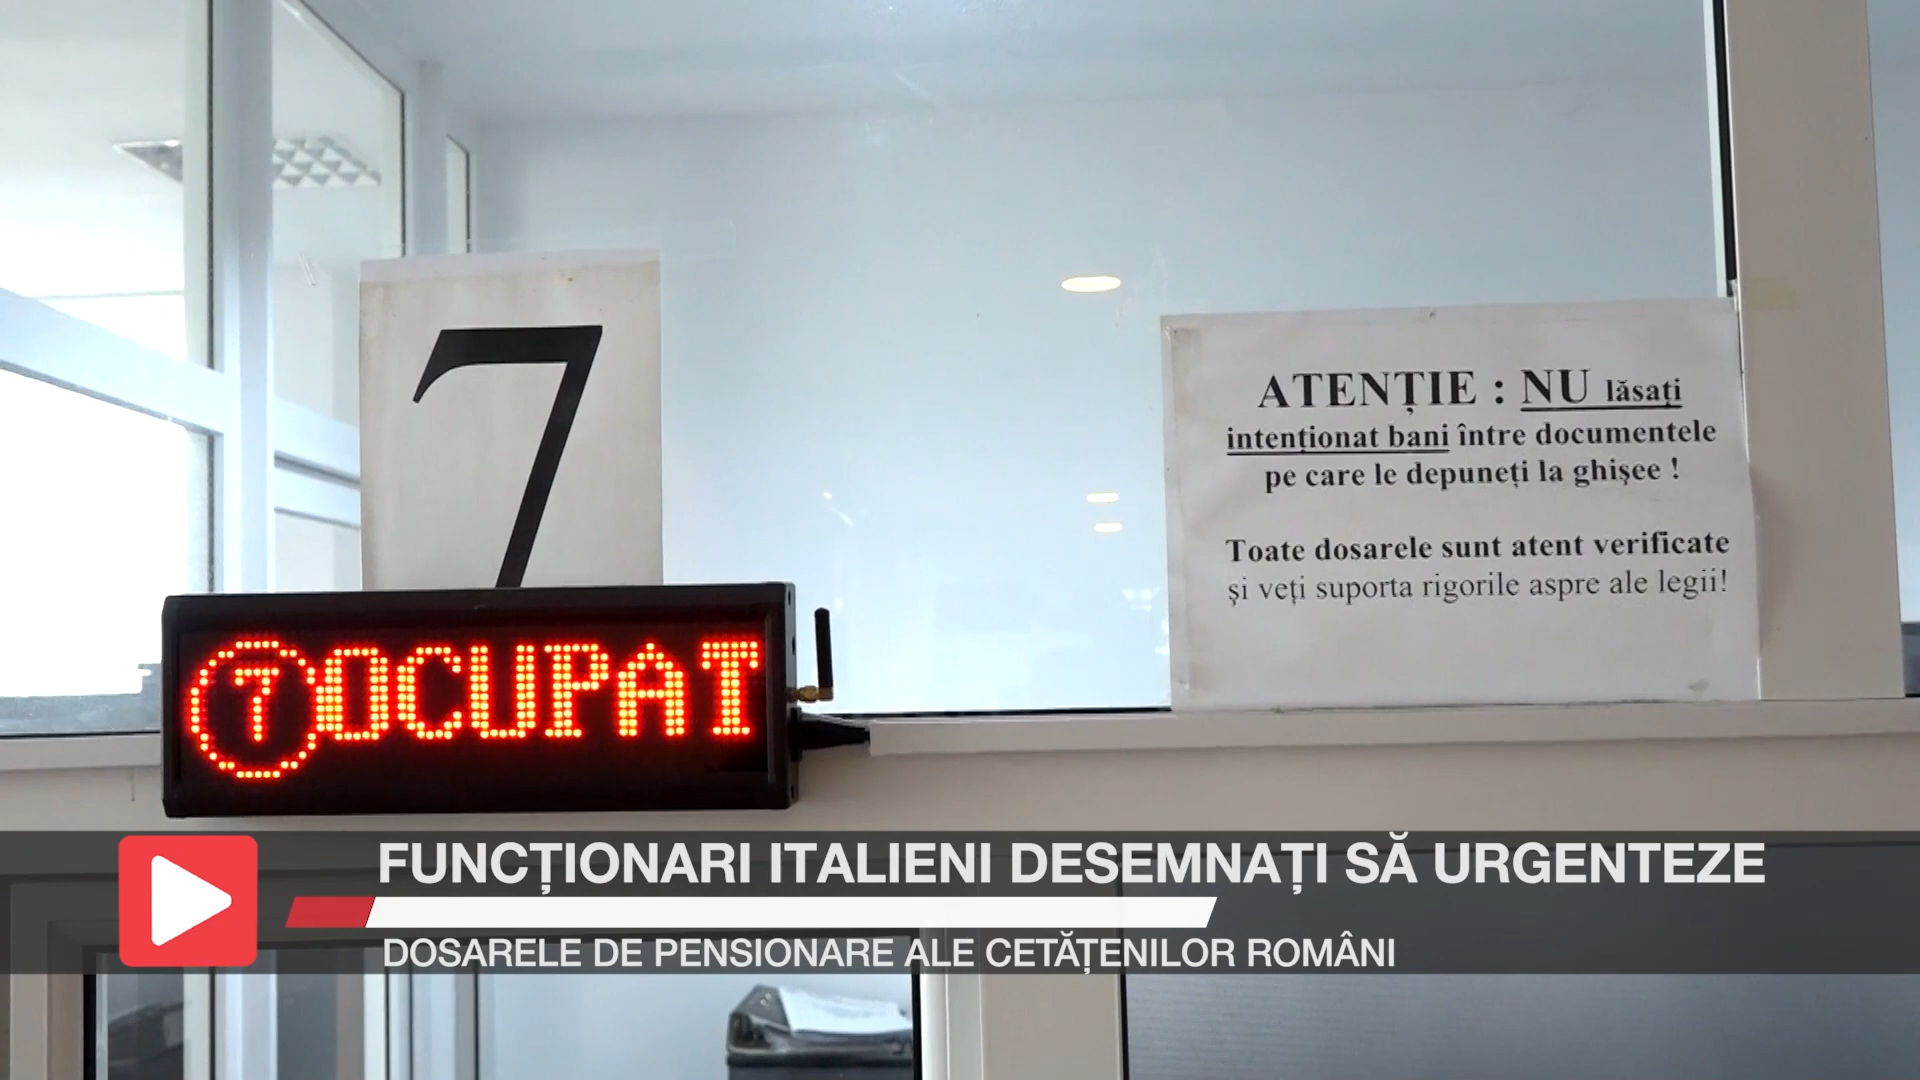 7
ATENȚIE : NU lăsați
intenționat bani între documentele
pe care le depuneți la ghișee !
Toate dosarele sunt atent verificate
și veți suporta rigorile aspre ale legii!
7 OCUPAT
FUNCȚIONARI ITALIENI DESEMNAȚI SĂ URGENTEZE
DOSARELE DE PENSIONARE ALE CETĂȚENILOR ROMÂNI